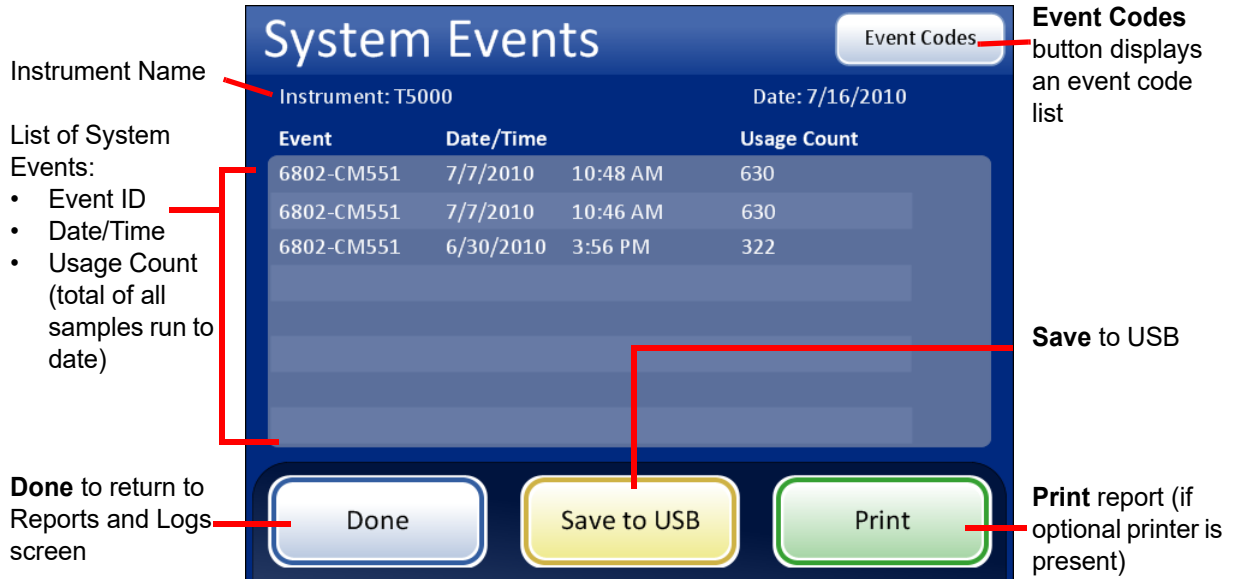 System Events
Event Codes
Instrument: T5000 Date: 7/16/2010
Event Date/Time Usage Count
6802-CM551 7/7/2010 10:48 AM 630
6802-CM551 7/7/2010 10:46 AM 630
6802-CM551 6/30/2010 3:56 PM 322
Done Save to USB Print
Instrument Name
List of System
Events:
• Event ID
• Date/Time
• Usage Count
(total of all
samples run to
date)
Done to return to
Reports and Logs
screen
Event Codes
button displays
an event code
list
Save to USB
Print report (if
optional printer is
present)